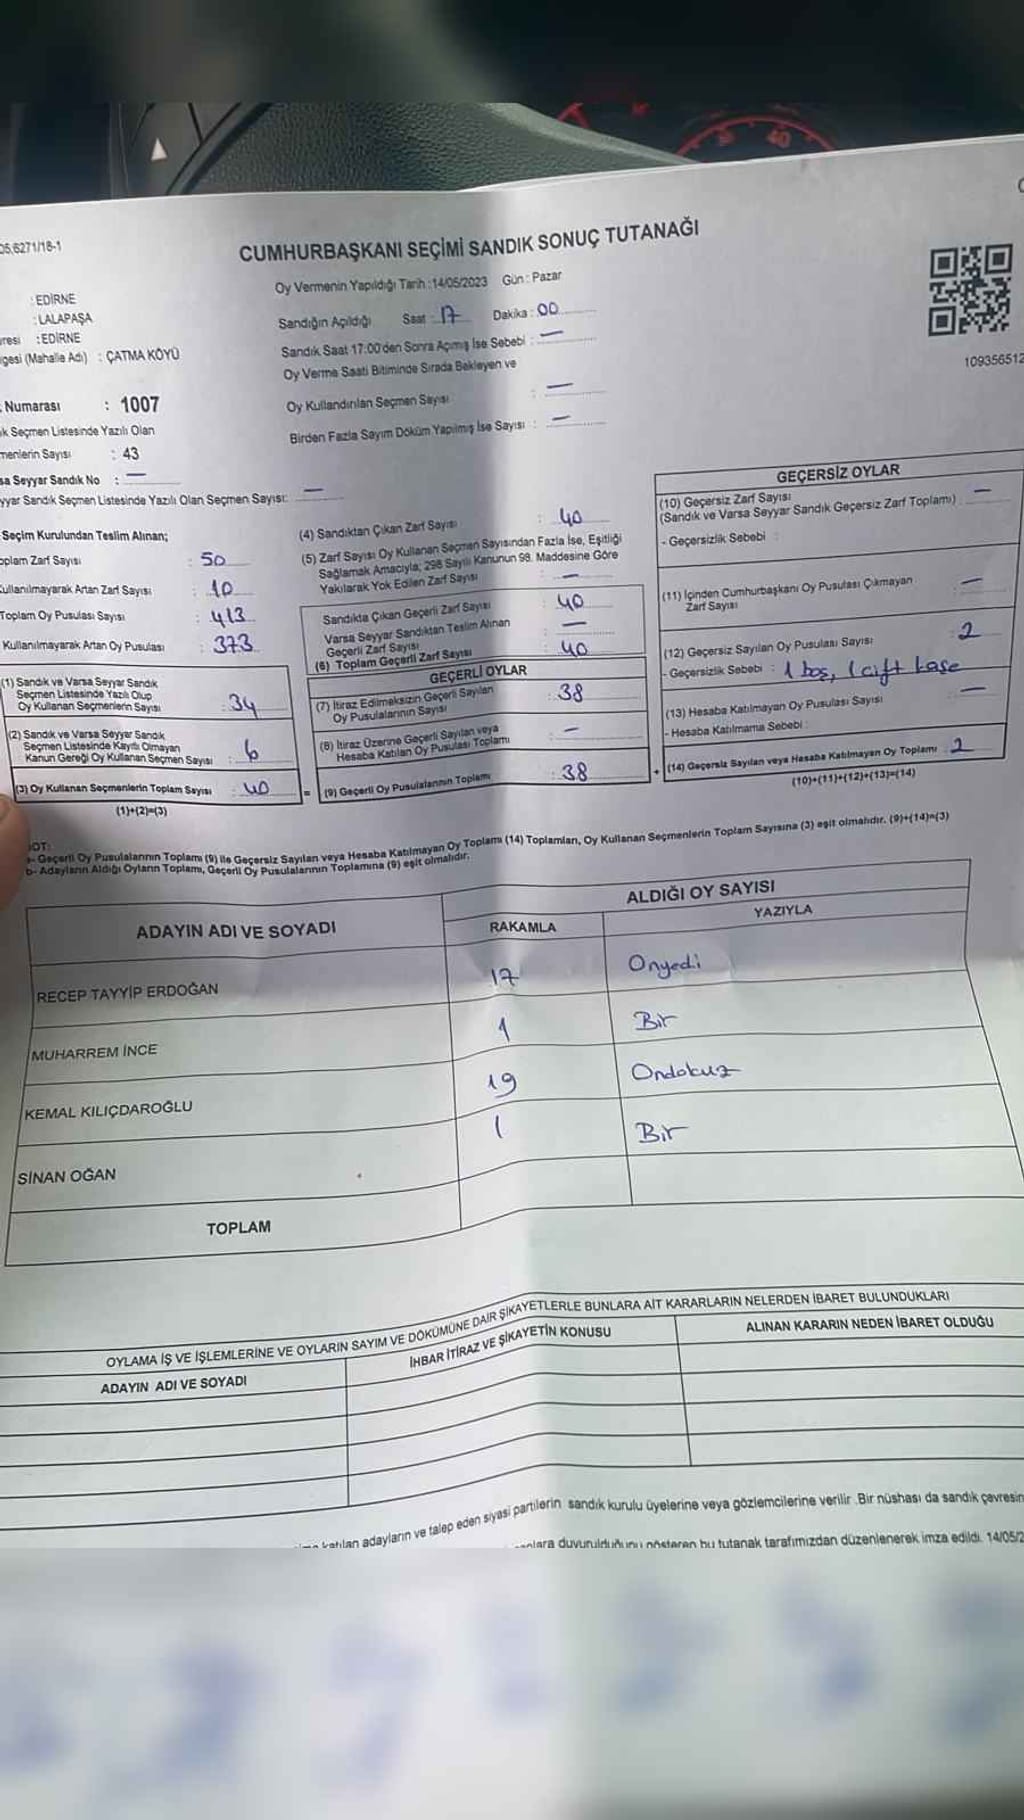 05.6271/18-1
CUMHURBAŞKANI SEÇİMİ SANDIK SONUÇ TUTANAĞI
: EDİRNE
: LALAPAŞA
: EDİRNE
(Mahalle Adı) : ÇATMA KÖYÜ
Numarası : 1007
Seçmen Listesinde Yazılı Olan
Sayısı : 43
Seyyar Sandık No : —
Seyyar Sandık Seçmen Listesinde Yazılı Olan Seçmen Sayısı: —
Oy Vermenin Yapıldığı Tarih : 14/05/2023 Gün : Pazar
Sandığın Açıldığı Saat : 17 Dakika : 00
Sandık Saat 17:00'den Sonra Açmış İse Sebebi : —
Oy Verme Saati Bitiminde Sırada Bekleyen ve
Oy Kullandırılan Seçmen Sayısı : —
Birden Fazla Sayım Döküm Yapılmış İse Sayısı : —
109356512
Seçim Kurulundan Teslim Alınan;
Zarf Sayısı : 50
Kullanılmayarak Artan Zarf Sayısı : 10
Toplam Oy Pusulası Sayısı : 413
Kullanılmayarak Artan Oy Pusulası : 373
(1) Sandık ve Varsa Seyyar Sandık
Seçmen Listesinde Yazılı Olup
Oy Kullanan Seçmenlerin Sayısı : 34
(2) Sandık ve Varsa Seyyar Sandık
Seçmen Listesinde Kayıtlı Olmayan
Kanun Gereği Oy Kullanan Seçmen Sayısı : 6
(3) Oy Kullanan Seçmenlerin Toplam Sayısı : 40
(1)+(2)=(3)
(4) Sandıktan Çıkan Zarf Sayısı : 40
(5) Zarf Sayısı Oy Kullanan Seçmen Sayısından Fazla İse, Eşitliği
Sağlamak Amacıyla; 298 Sayılı Kanunun 98. Maddesine Göre
Yakılarak Yok Edilen Zarf Sayısı : —
Sandıkta Çıkan Geçerli Zarf Sayısı : 40
Varsa Seyyar Sandıktan Teslim Alınan
Geçerli Zarf Sayısı : —
(6) Toplam Geçerli Zarf Sayısı : 40
GEÇERLİ OYLAR
(7) İtiraz Edilmeksizin Geçerli Sayılan
Oy Pusulalarının Sayısı : 38
(8) İtiraz Üzerine Geçerli Sayılan veya
Hesaba Katılan Oy Pusulası Toplamı : —
= (9) Geçerli Oy Pusulalarının Toplamı : 38
GEÇERSİZ OYLAR
(10) Geçersiz Zarf Sayısı
(Sandık ve Varsa Seyyar Sandık Geçersiz Zarf Toplamı) —
- Geçersizlik Sebebi :
(11) İçinden Cumhurbaşkanı Oy Pusulası Çıkmayan
Zarf Sayısı —
(12) Geçersiz Sayılan Oy Pusulası Sayısı : 2
- Geçersizlik Sebebi : 1 boş, 1 çift kaşe
(13) Hesaba Katılmayan Oy Pusulası Sayısı —
- Hesaba Katılmama Sebebi :
+ (14) Geçersiz Sayılan veya Hesaba Katılmayan Oy Toplamı 2
(10)+(11)+(12)+(13)=(14)
NOT:
a- Geçerli Oy Pusulalarının Toplamı (9) ile Geçersiz Sayılan veya Hesaba Katılmayan Oy Toplamı (14) Toplamları, Oy Kullanan Seçmenlerin Toplam Sayısına (3) eşit olmalıdır. (9)+(14)=(3)
b- Adayların Aldığı Oyların Toplamı, Geçerli Oy Pusulalarının Toplamına (9) eşit olmalıdır.
ADAYIN ADI VE SOYADI
ALDIĞI OY SAYISI
RAKAMLA YAZIYLA
RECEP TAYYİP ERDOĞAN 17 Onyedi
MUHARREM İNCE 1 Bir
KEMAL KILIÇDAROĞLU 19 Ondokuz
SİNAN OĞAN 1 Bir
TOPLAM
OYLAMA İŞ VE İŞLEMLERİNE VE OYLARIN SAYIM VE DÖKÜMÜNE DAİR ŞİKAYETLERLE BUNLARA AİT KARARLARIN NELERDEN İBARET BULUNDUKLARI
ADAYIN ADI VE SOYADI
İHBAR İTİRAZ VE ŞİKAYETİN KONUSU
ALINAN KARARIN NEDEN İBARET OLDUĞU
katılan adayların ve talep eden siyasi partilerin sandık kurulu üyelerine veya gözlemcilerine verilir .Bir nüshası da sandık çevresin
duyurulduğunu gösteren bu tutanak tarafımızdan düzenlenerek imza edildi. 14/05/2